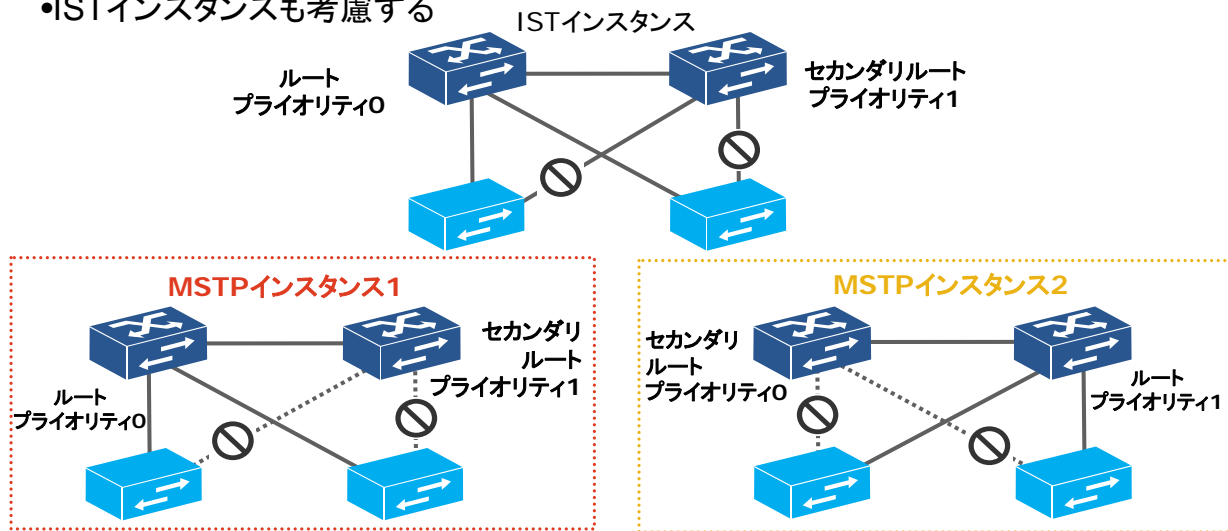 •ISTインスタンスも考慮する
ISTインスタンス
ルート
プライオリティ0
セカンダリルート
プライオリティ1
MSTPインスタンス1
ルート
プライオリティ0
セカンダリ
ルート
プライオリティ1
MSTPインスタンス2
セカンダリ
ルート
プライオリティ0
ルート
プライオリティ1